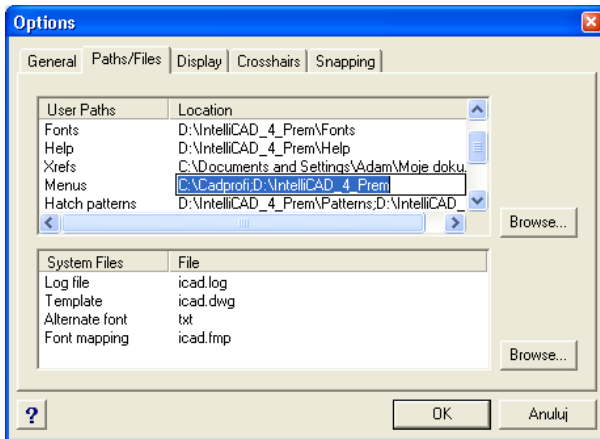 Options
General Paths/Files Display Crosshairs Snapping
User Paths Location
Fonts D:\IntelliCAD_4_Prem\Fonts
Help D:\IntelliCAD_4_Prem\Help
Xrefs C:\Documents and Settings\Adam\Moje doku
Menus C:\Cadprofi;D:\IntelliCAD_4_Prem
Hatch patterns D:\IntelliCAD_4_Prem\Patterns;D:\IntelliCAD_
Browse...
System Files File
Log file icad.log
Template icad.dwg
Alternate font txt
Font mapping icad.fmp
Browse...
? OK Anuluj